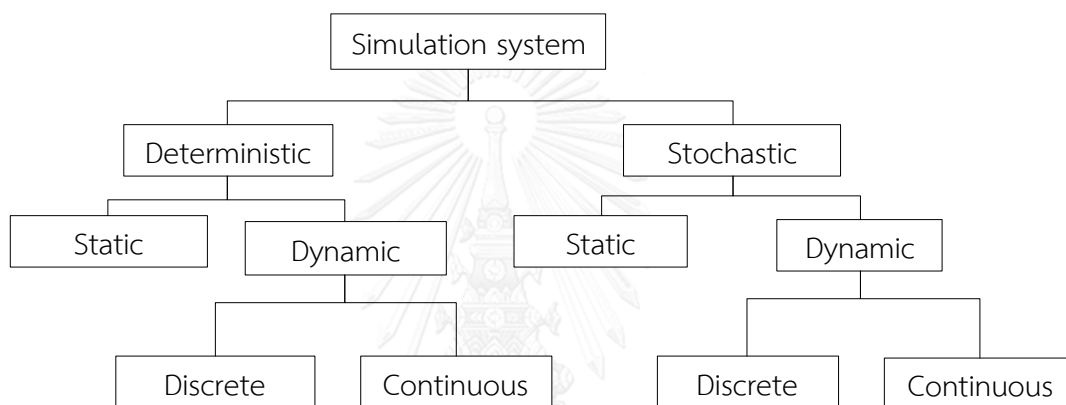 Simulation system
Deterministic
Stochastic
Static
Dynamic
Static
Dynamic
Discrete
Continuous
Discrete
Continuous